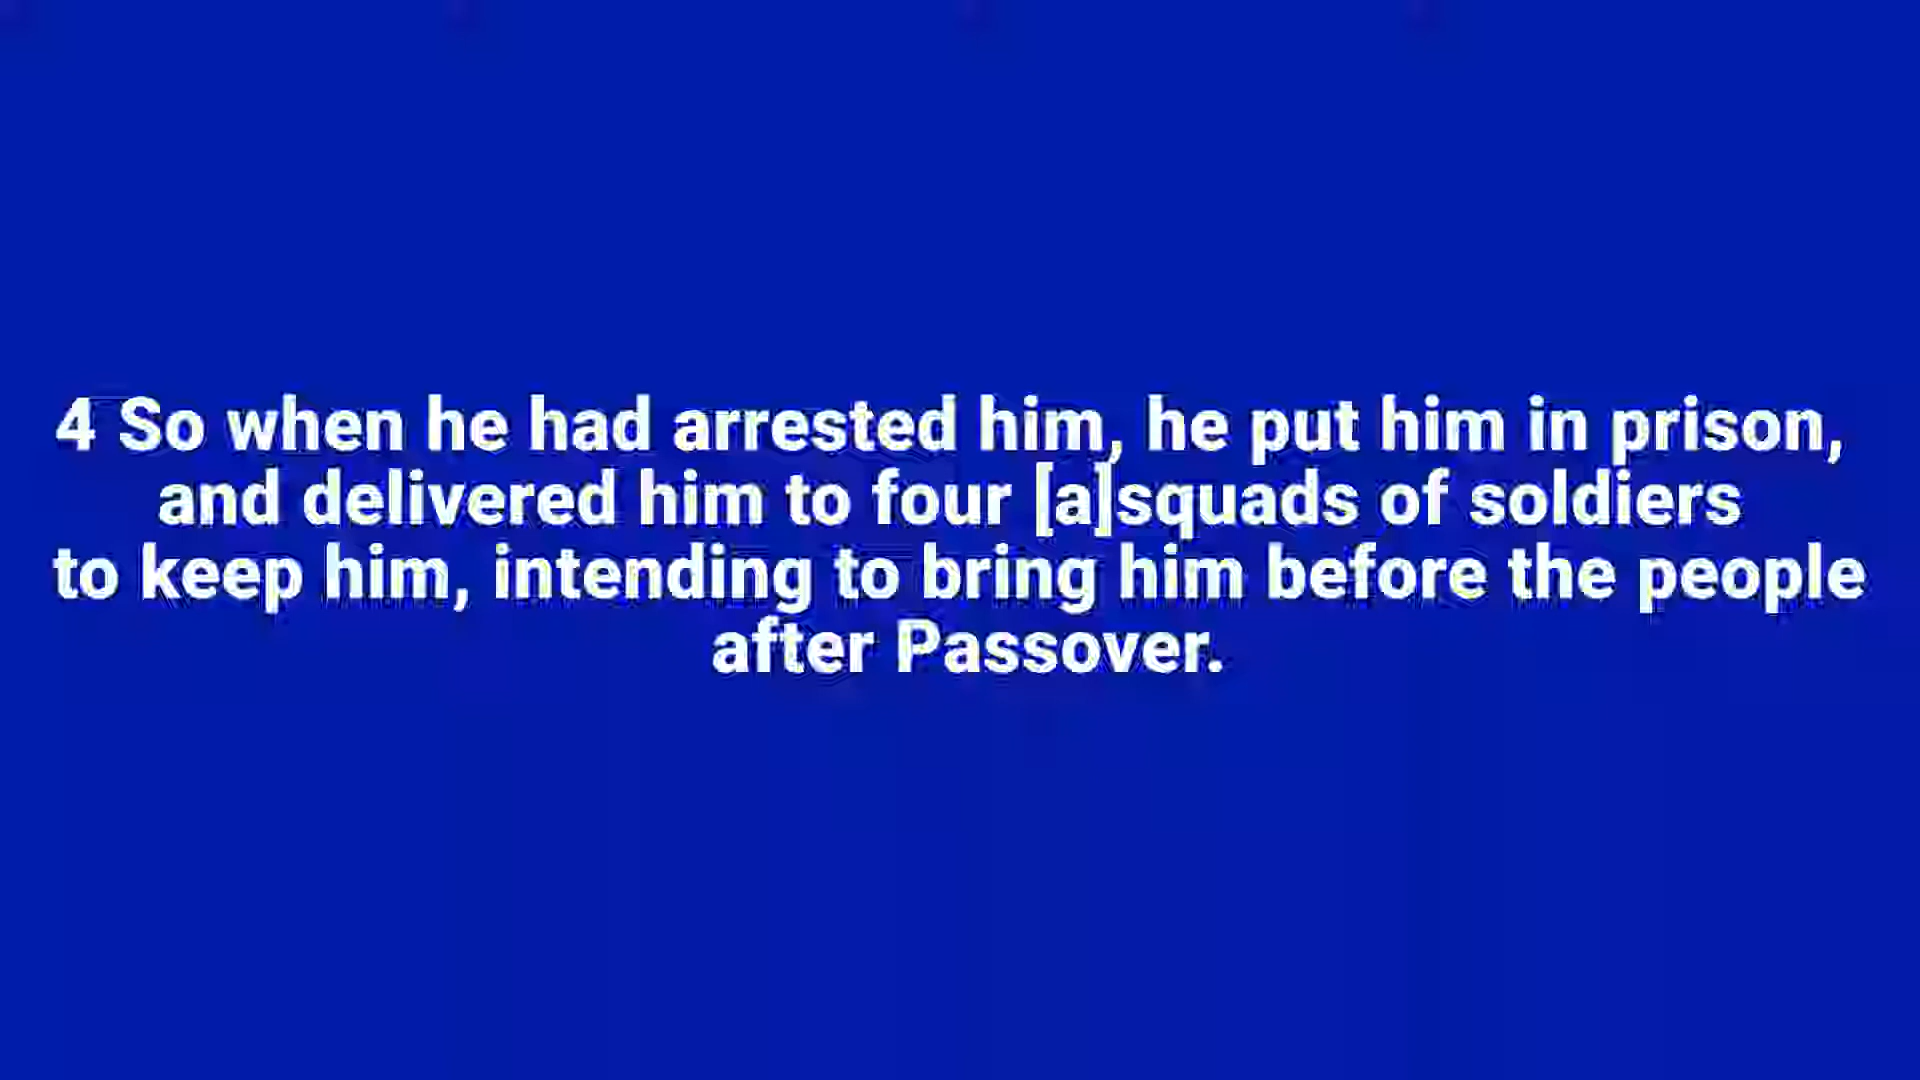 4 So when he had arrested him, he put him in prison,
and delivered him to four [a]squads of soldiers
to keep him, intending to bring him before the people
after Passover.